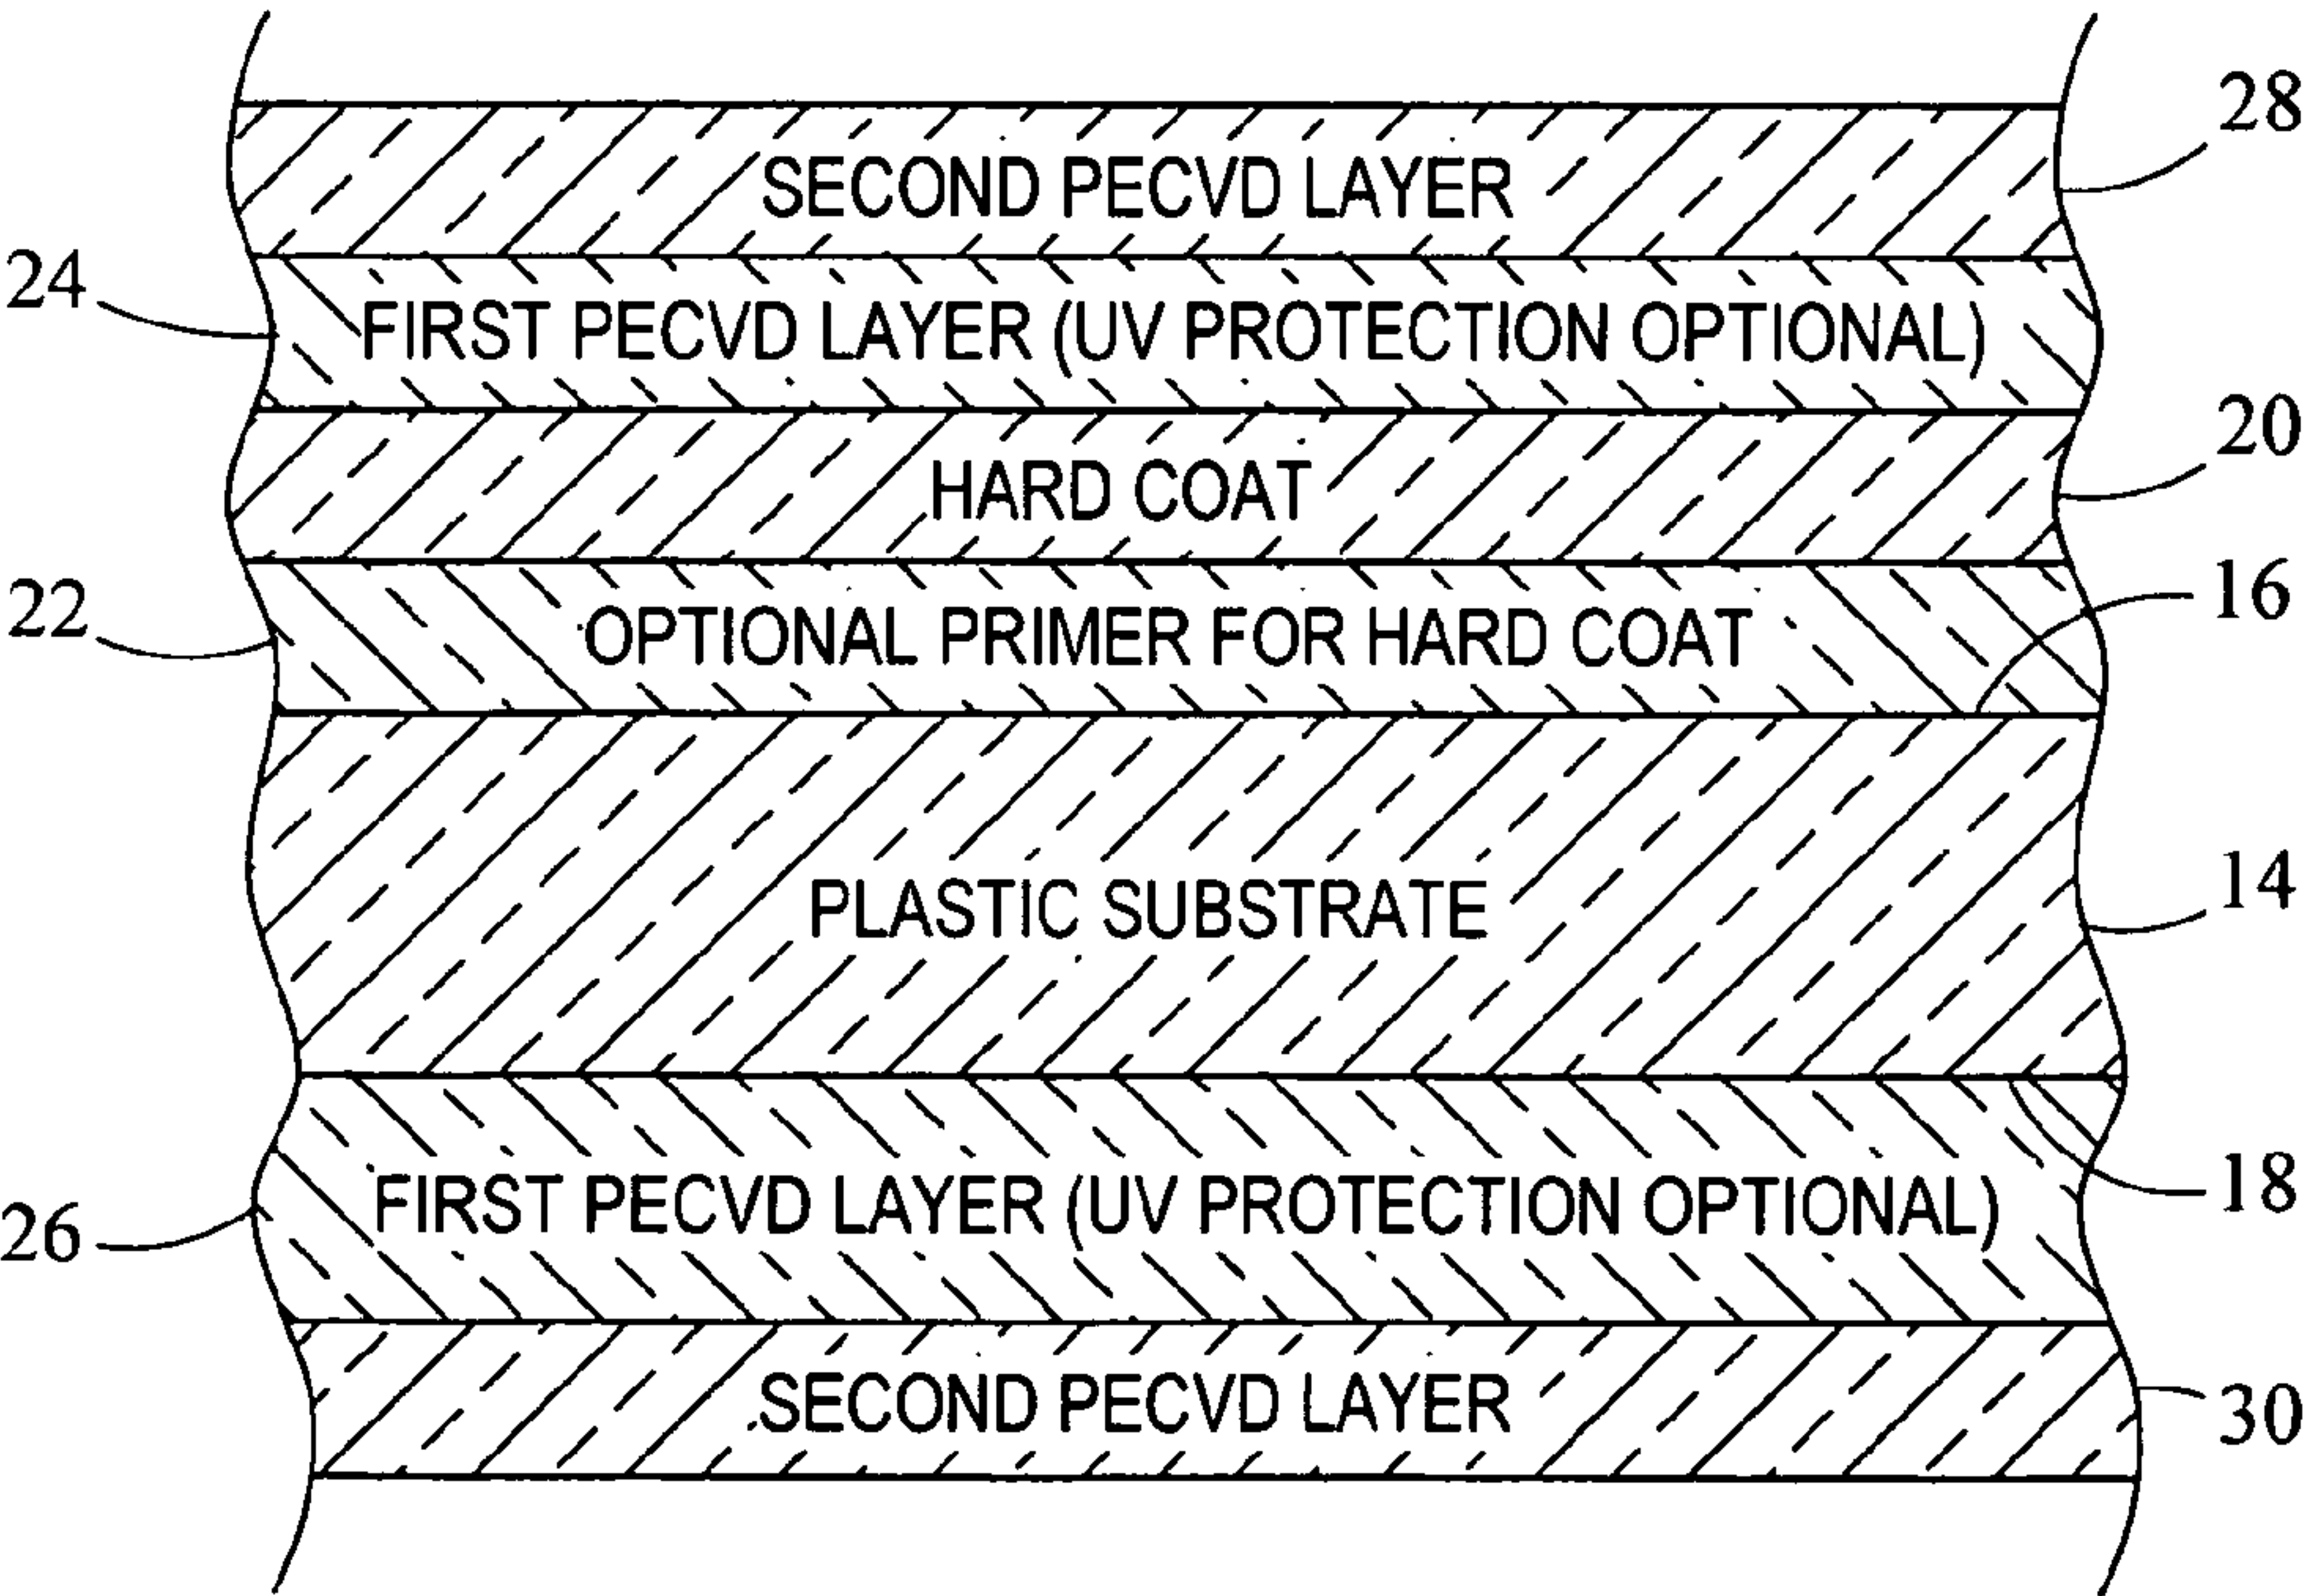 28
SECOND PECVD LAYER
24
FIRST PECVD LAYER (UV PROTECTION OPTIONAL)
20
HARD COAT
16
22
OPTIONAL PRIMER FOR HARD COAT
14
PLASTIC SUBSTRATE
18
FIRST PECVD LAYER (UV PROTECTION OPTIONAL)
26
SECOND PECVD LAYER
30